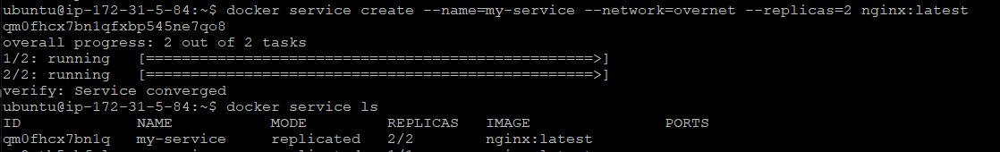 ubuntu@ip-172-31-5-84:~$ docker service create --name=my-service --network=overnet --replicas=2 nginx:latest
qm0fhcx7bn1qfxbp545ne7qo8
overall progress: 2 out of 2 tasks
1/2: running   [==================================================>]
2/2: running   [==================================================>]
verify: Service converged
ubuntu@ip-172-31-5-84:~$ docker service ls
ID             NAME           MODE         REPLICAS   IMAGE               PORTS
qm0fhcx7bn1q   my-service     replicated   2/2        nginx:latest